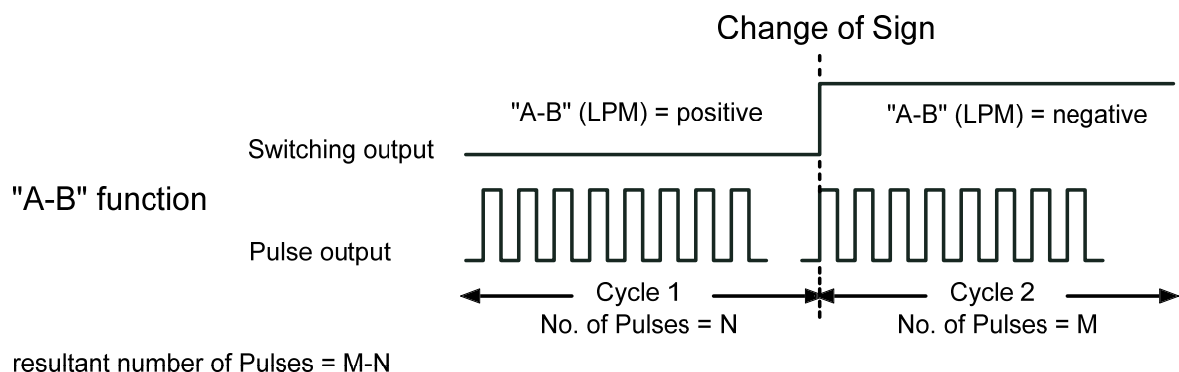 Change of Sign
"A-B" (LPM) = positive
"A-B" (LPM) = negative
Switching output
"A-B" function
Pulse output
Cycle 1
Cycle 2
No. of Pulses = N
No. of Pulses = M
resultant number of Pulses = M-N